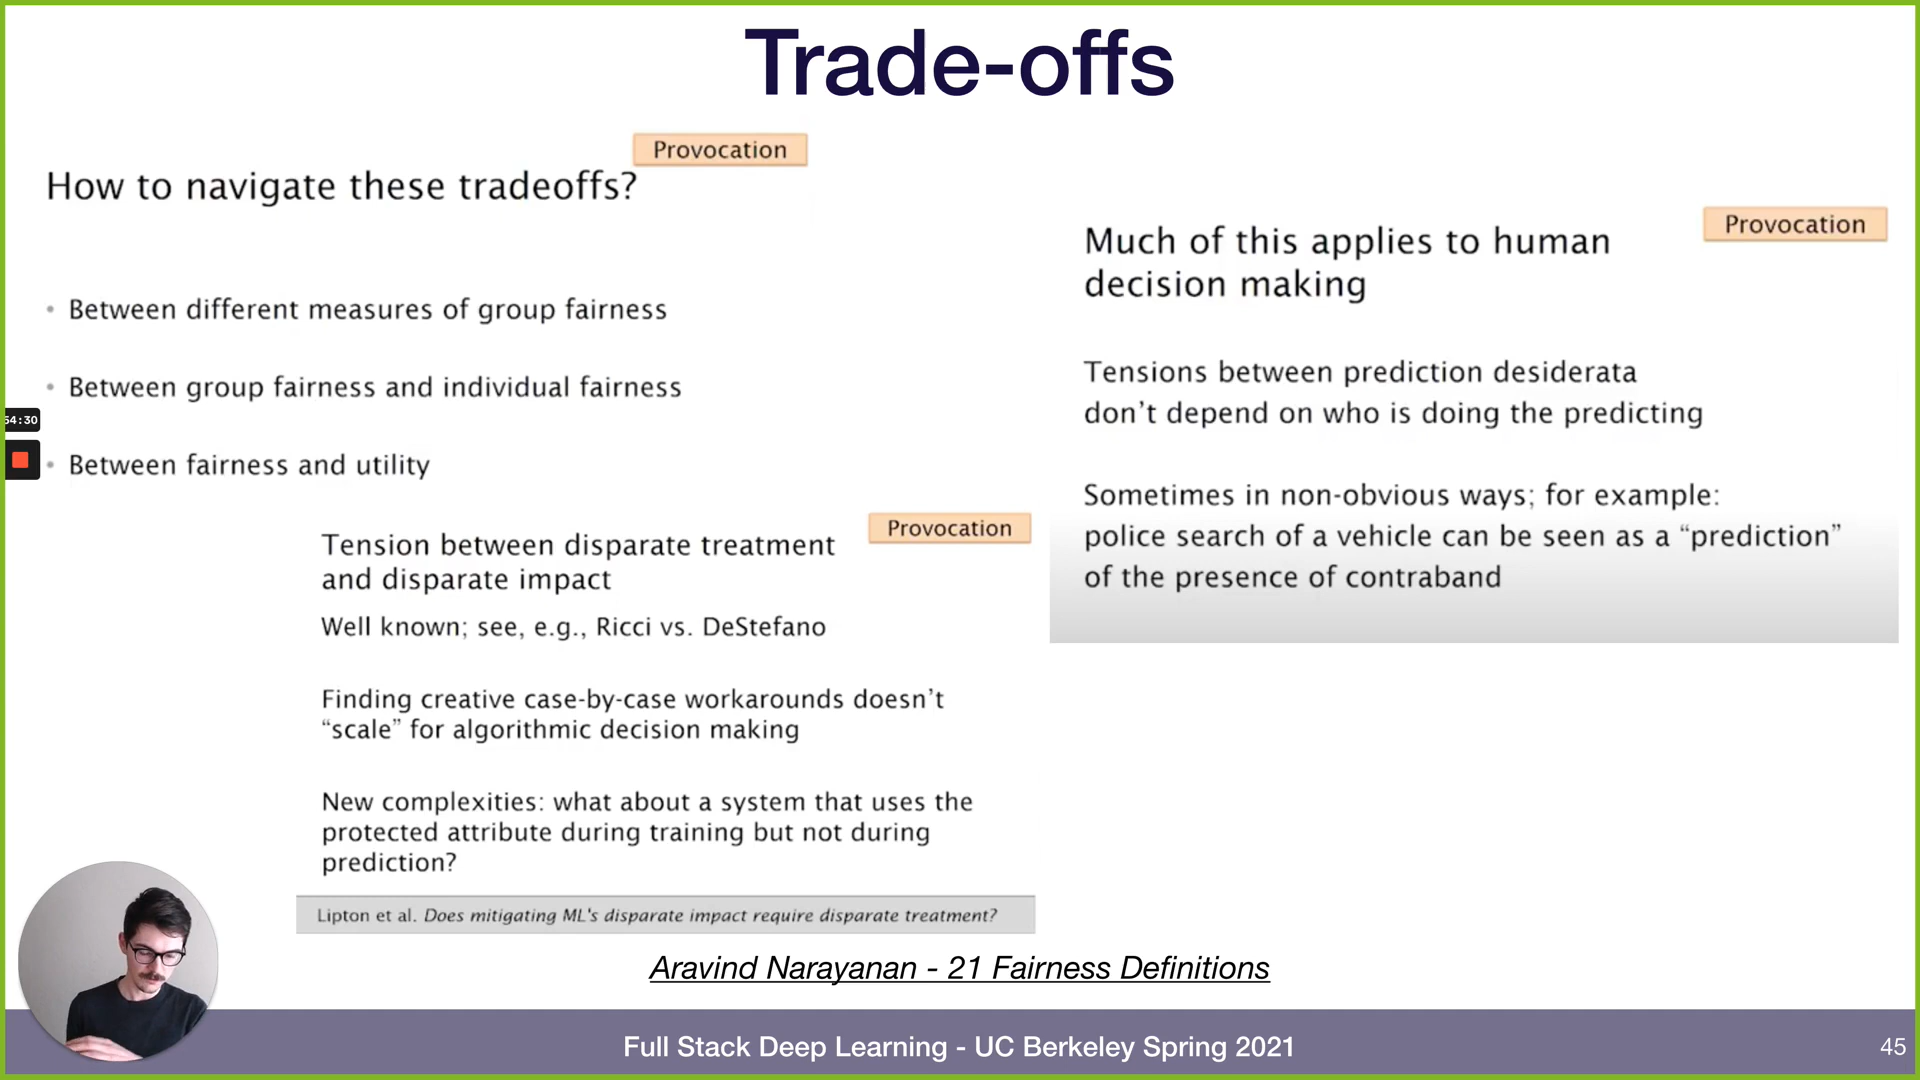 Trade-offs
Provocation
How to navigate these tradeoffs?
• Between different measures of group fairness
• Between group fairness and individual fairness
54:30
• Between fairness and utility
Provocation
Tension between disparate treatment
and disparate impact
Well known; see, e.g., Ricci vs. DeStefano
Finding creative case-by-case workarounds doesn’t
“scale” for algorithmic decision making
New complexities: what about a system that uses the
protected attribute during training but not during
prediction?
Lipton et al. Does mitigating ML's disparate impact require disparate treatment?
Provocation
Much of this applies to human
decision making
Tensions between prediction desiderata
don’t depend on who is doing the predicting
Sometimes in non-obvious ways; for example:
police search of a vehicle can be seen as a “prediction”
of the presence of contraband
Aravind Narayanan - 21 Fairness Definitions
Full Stack Deep Learning - UC Berkeley Spring 2021
45